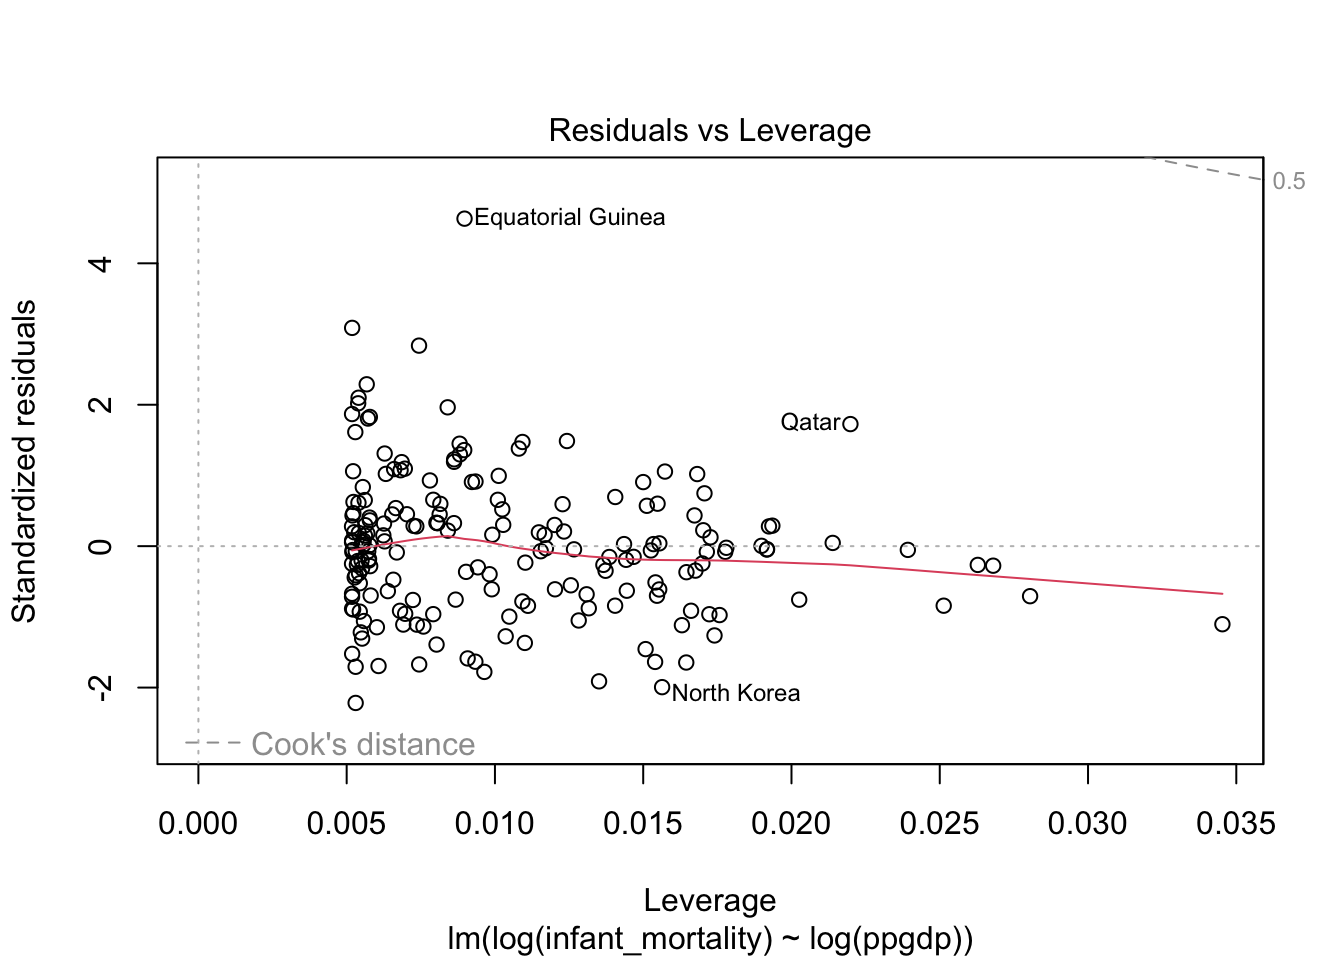 Residuals vs Leverage
0.5
Equatorial Guinea
Qatar
North Korea
Cook's distance
Standardized residuals
4
2
0
-2
0.000 0.005 0.010 0.015 0.020 0.025 0.030 0.035
Leverage
lm(log(infant_mortality) ~ log(ppgdp))